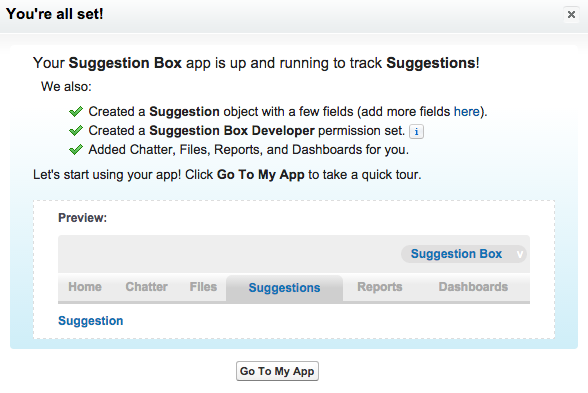 You're all set!
Your Suggestion Box app is up and running to track Suggestions!
We also:
Created a Suggestion object with a few fields (add more fields here).
Created a Suggestion Box Developer permission set. i
Added Chatter, Files, Reports, and Dashboards for you.
Let's start using your app! Click Go To My App to take a quick tour.
Preview:
Suggestion Box
Home Chatter Files Suggestions Reports Dashboards
Suggestion
Go To My App